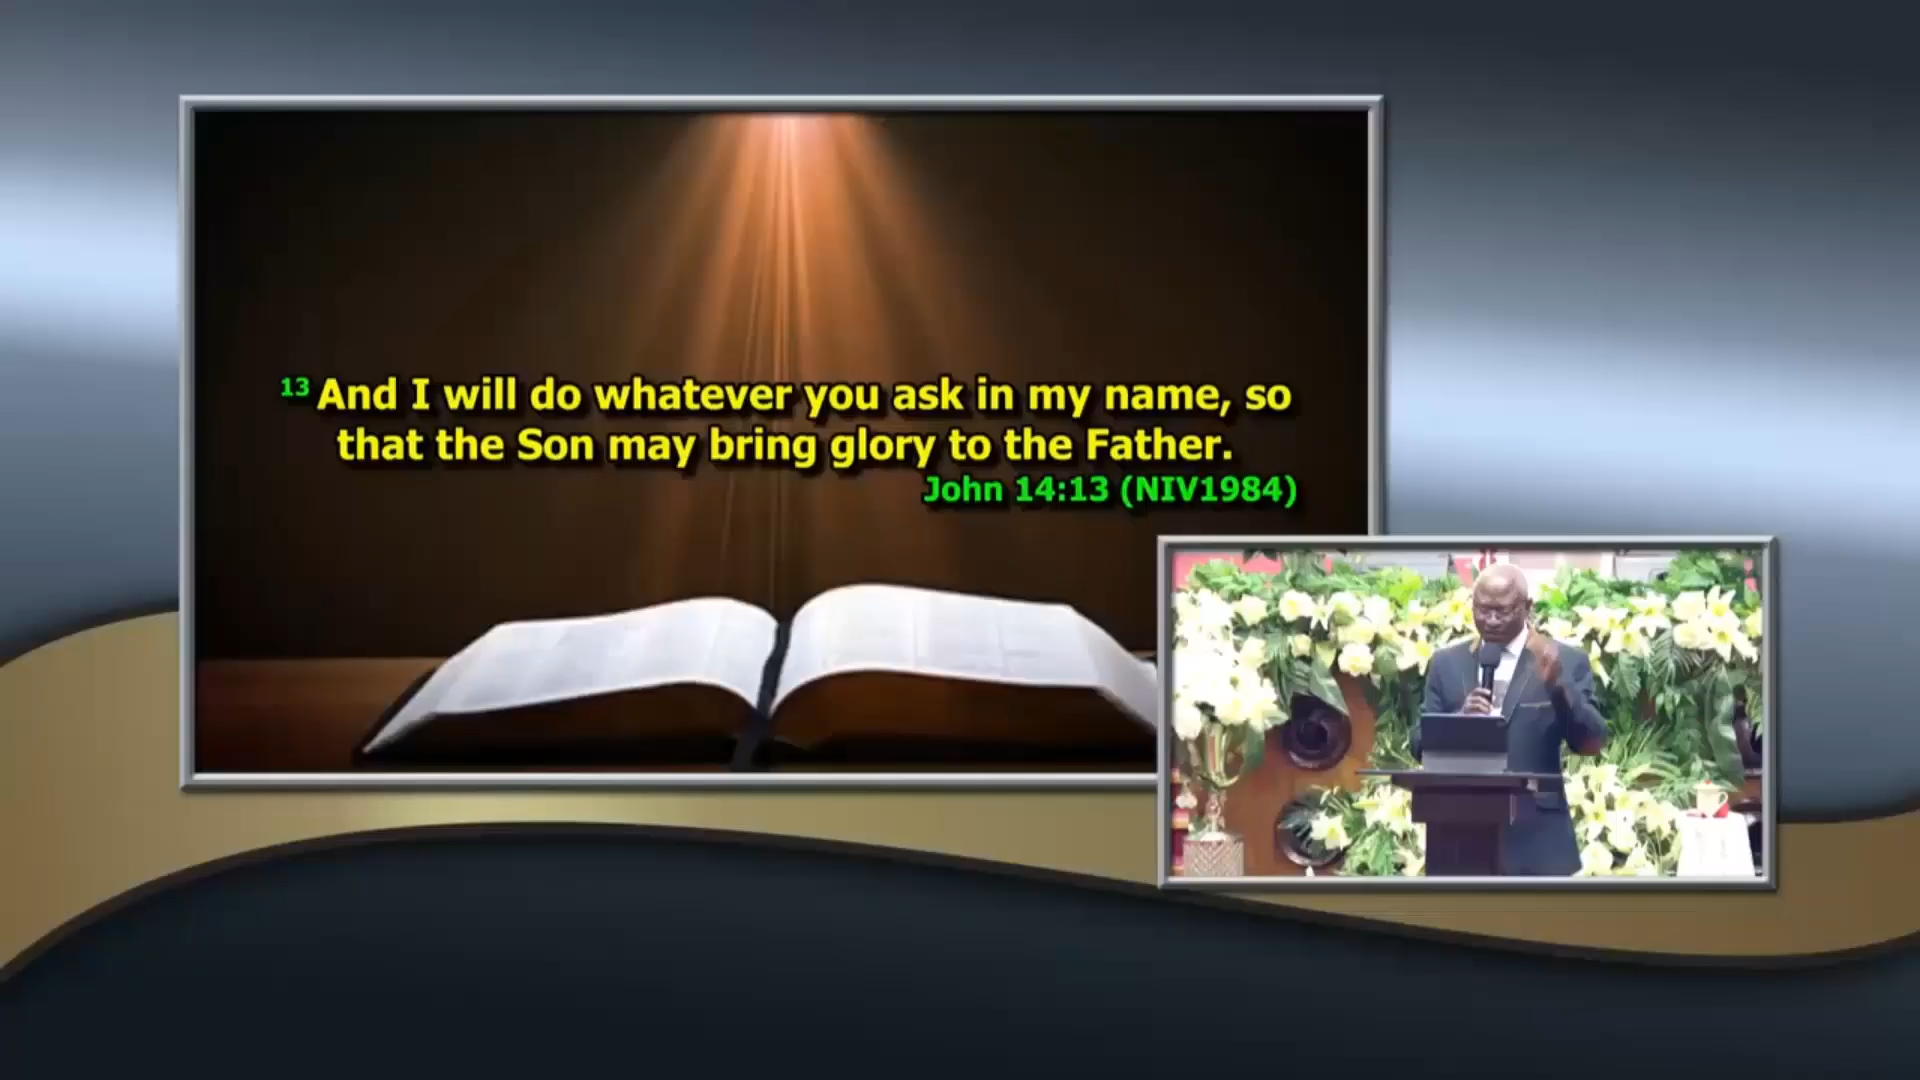 13 And I will do whatever you ask in my name, so
that the Son may bring glory to the Father.
John 14:13 (NIV1984)